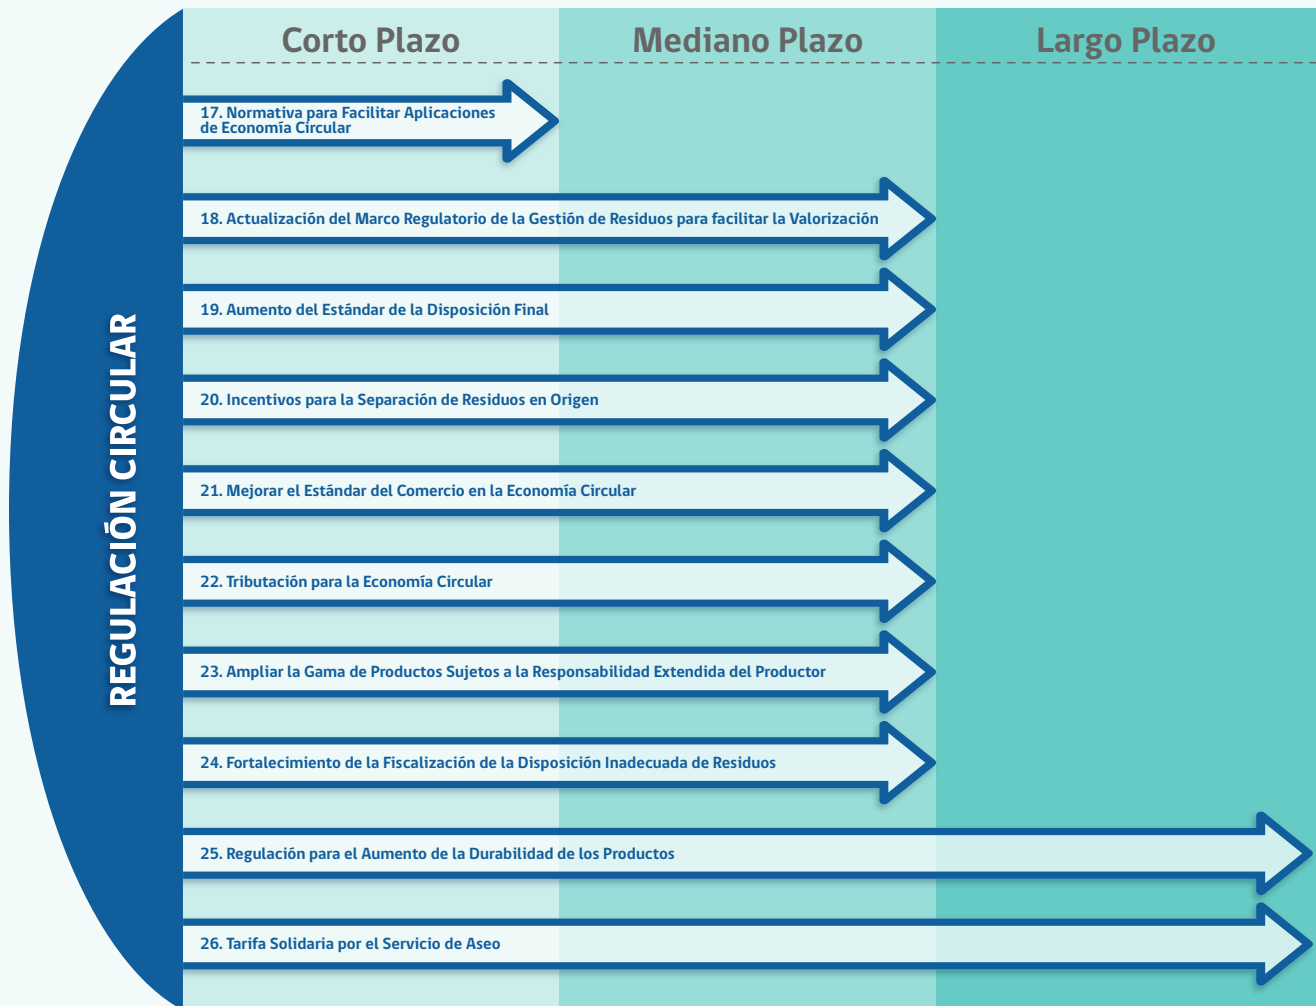 Corto Plazo
Mediano Plazo
Largo Plazo
REGULACIÓN CIRCULAR
17. Normativa para Facilitar Aplicaciones
de Economía Circular
18. Actualización del Marco Regulatorio de la Gestión de Residuos para facilitar la Valorización
19. Aumento del Estándar de la Disposición Final
20. Incentivos para la Separación de Residuos en Origen
21. Mejorar el Estándar del Comercio en la Economía Circular
22. Tributación para la Economía Circular
23. Ampliar la Gama de Productos Sujetos a la Responsabilidad Extendida del Productor
24. Fortalecimiento de la Fiscalización de la Disposición Inadecuada de Residuos
25. Regulación para el Aumento de la Durabilidad de los Productos
26. Tarifa Solidaria por el Servicio de Aseo